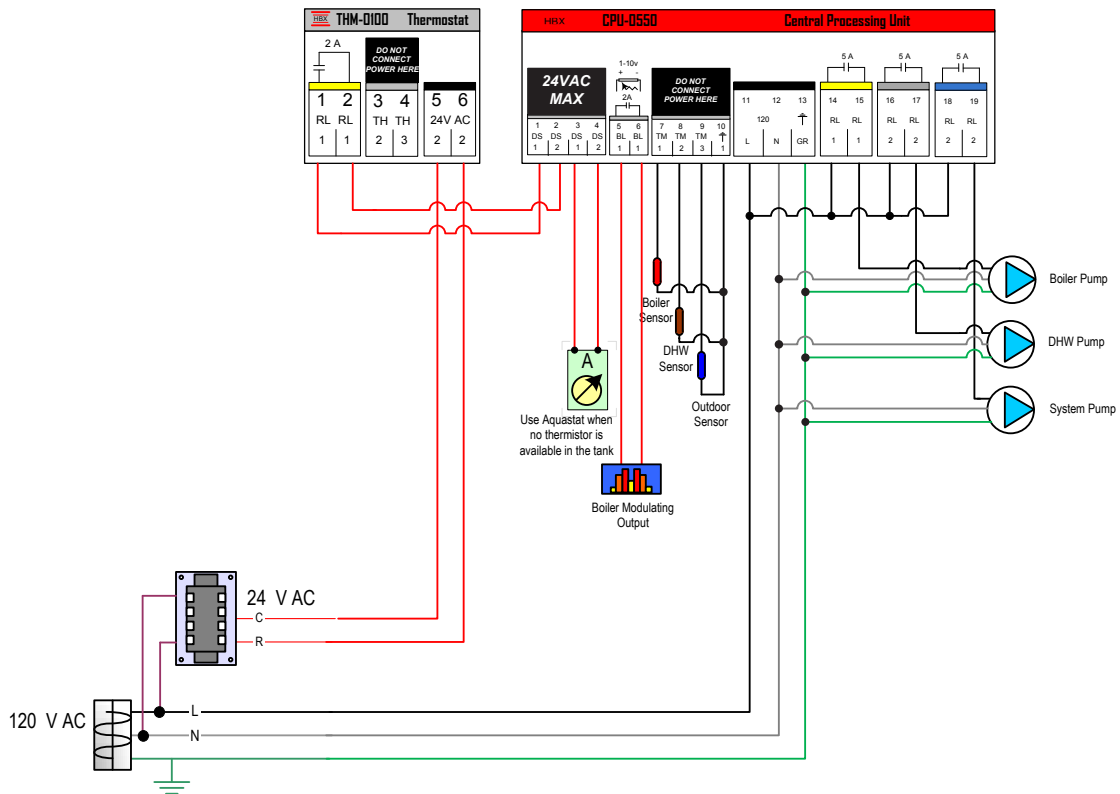 HBX THM-0100 Thermostat
2 A
DO NOT
CONNECT
POWER HERE
1 2 3 4 5 6
RL RL TH TH 24V AC
1 1 2 3 2 2
HBX CPU-0550 Central Processing Unit
24VAC
MAX
1-10v
+ -
2A
DO NOT
CONNECT
POWER HERE
5 A 5 A 5 A
1 2 3 4 5 6 7 8 9 10 11 12 13 14 15 16 17 18 19
DS DS DS DS BL BL TM TM TM 120 RL RL RL RL RL RL
1 2 1 2 1 1 1 2 3 1 L N GR 1 1 2 2 2 2
Boiler
Sensor
DHW
Sensor
Outdoor
Sensor
Boiler Pump
DHW Pump
System Pump
A
Use Aquastat when
no thermistor is
available in the tank
Boiler Modulating
Output
24 V AC
C
R
120 V AC
L
N